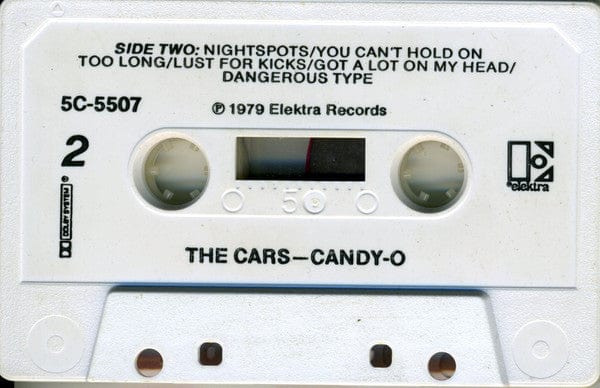 SIDE TWO: NIGHTSPOTS/YOU CAN'T HOLD ON
TOO LONG/LUST FOR KICKS/GOT A LOT ON MY HEAD/
DANGEROUS TYPE
5C-5507
℗ 1979 Elektra Records
2
elektra
DOLBY SYSTEM
50
THE CARS—CANDY-O